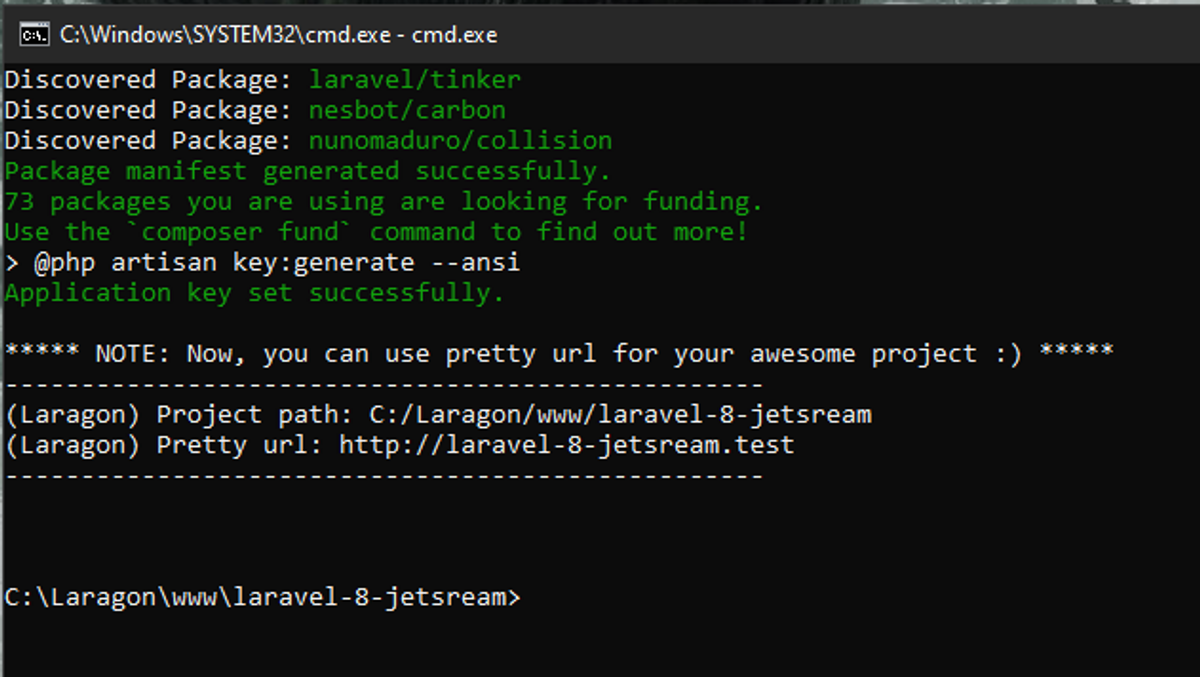 C:\Windows\SYSTEM32\cmd.exe - cmd.exe
Discovered Package: laravel/tinker
Discovered Package: nesbot/carbon
Discovered Package: nunomaduro/collision
Package manifest generated successfully.
73 packages you are using are looking for funding.
Use the `composer fund` command to find out more!
> @php artisan key:generate --ansi
Application key set successfully.
***** NOTE: Now, you can use pretty url for your awesome project :) *****
--------------------------------------------------
(Laragon) Project path: C:/Laragon/www/laravel-8-jetsream
(Laragon) Pretty url: http://laravel-8-jetsream.test
--------------------------------------------------
C:\Laragon\www\laravel-8-jetsream>